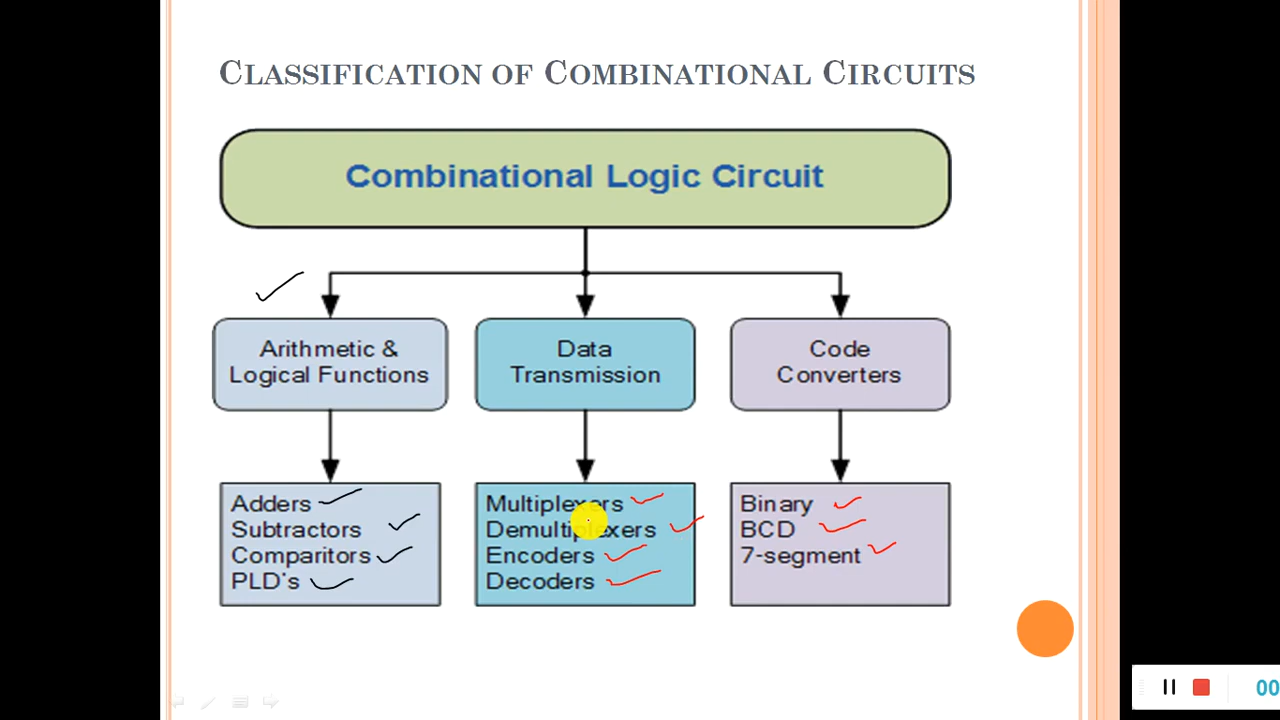 CLASSIFICATION OF COMBINATIONAL CIRCUITS
Combinational Logic Circuit
Arithmetic &
Logical Functions
Data
Transmission
Code
Converters
Adders
Subtractors
Comparitors
PLD's
Multiplexers
Demultiplexers
Encoders
Decoders
Binary
BCD
7-segment
00